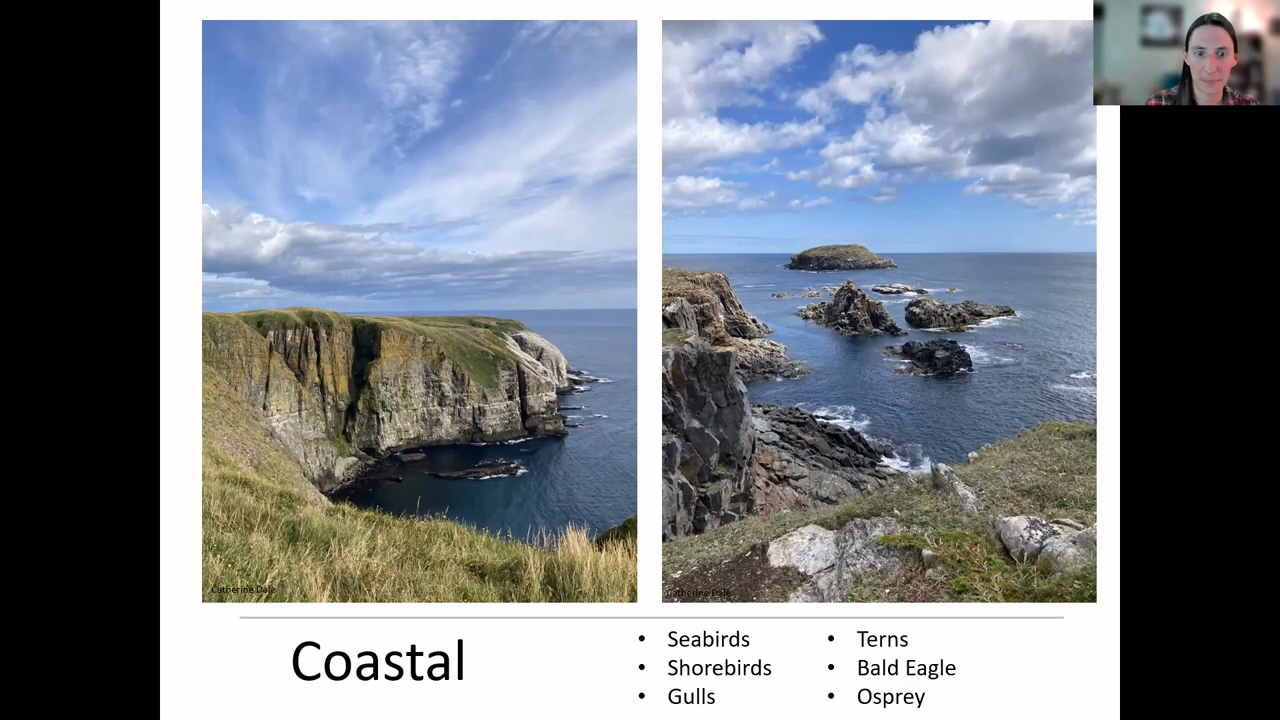 Catherine Dale
Catherine Dale
Coastal
• Seabirds
• Shorebirds
• Gulls
• Terns
• Bald Eagle
• Osprey